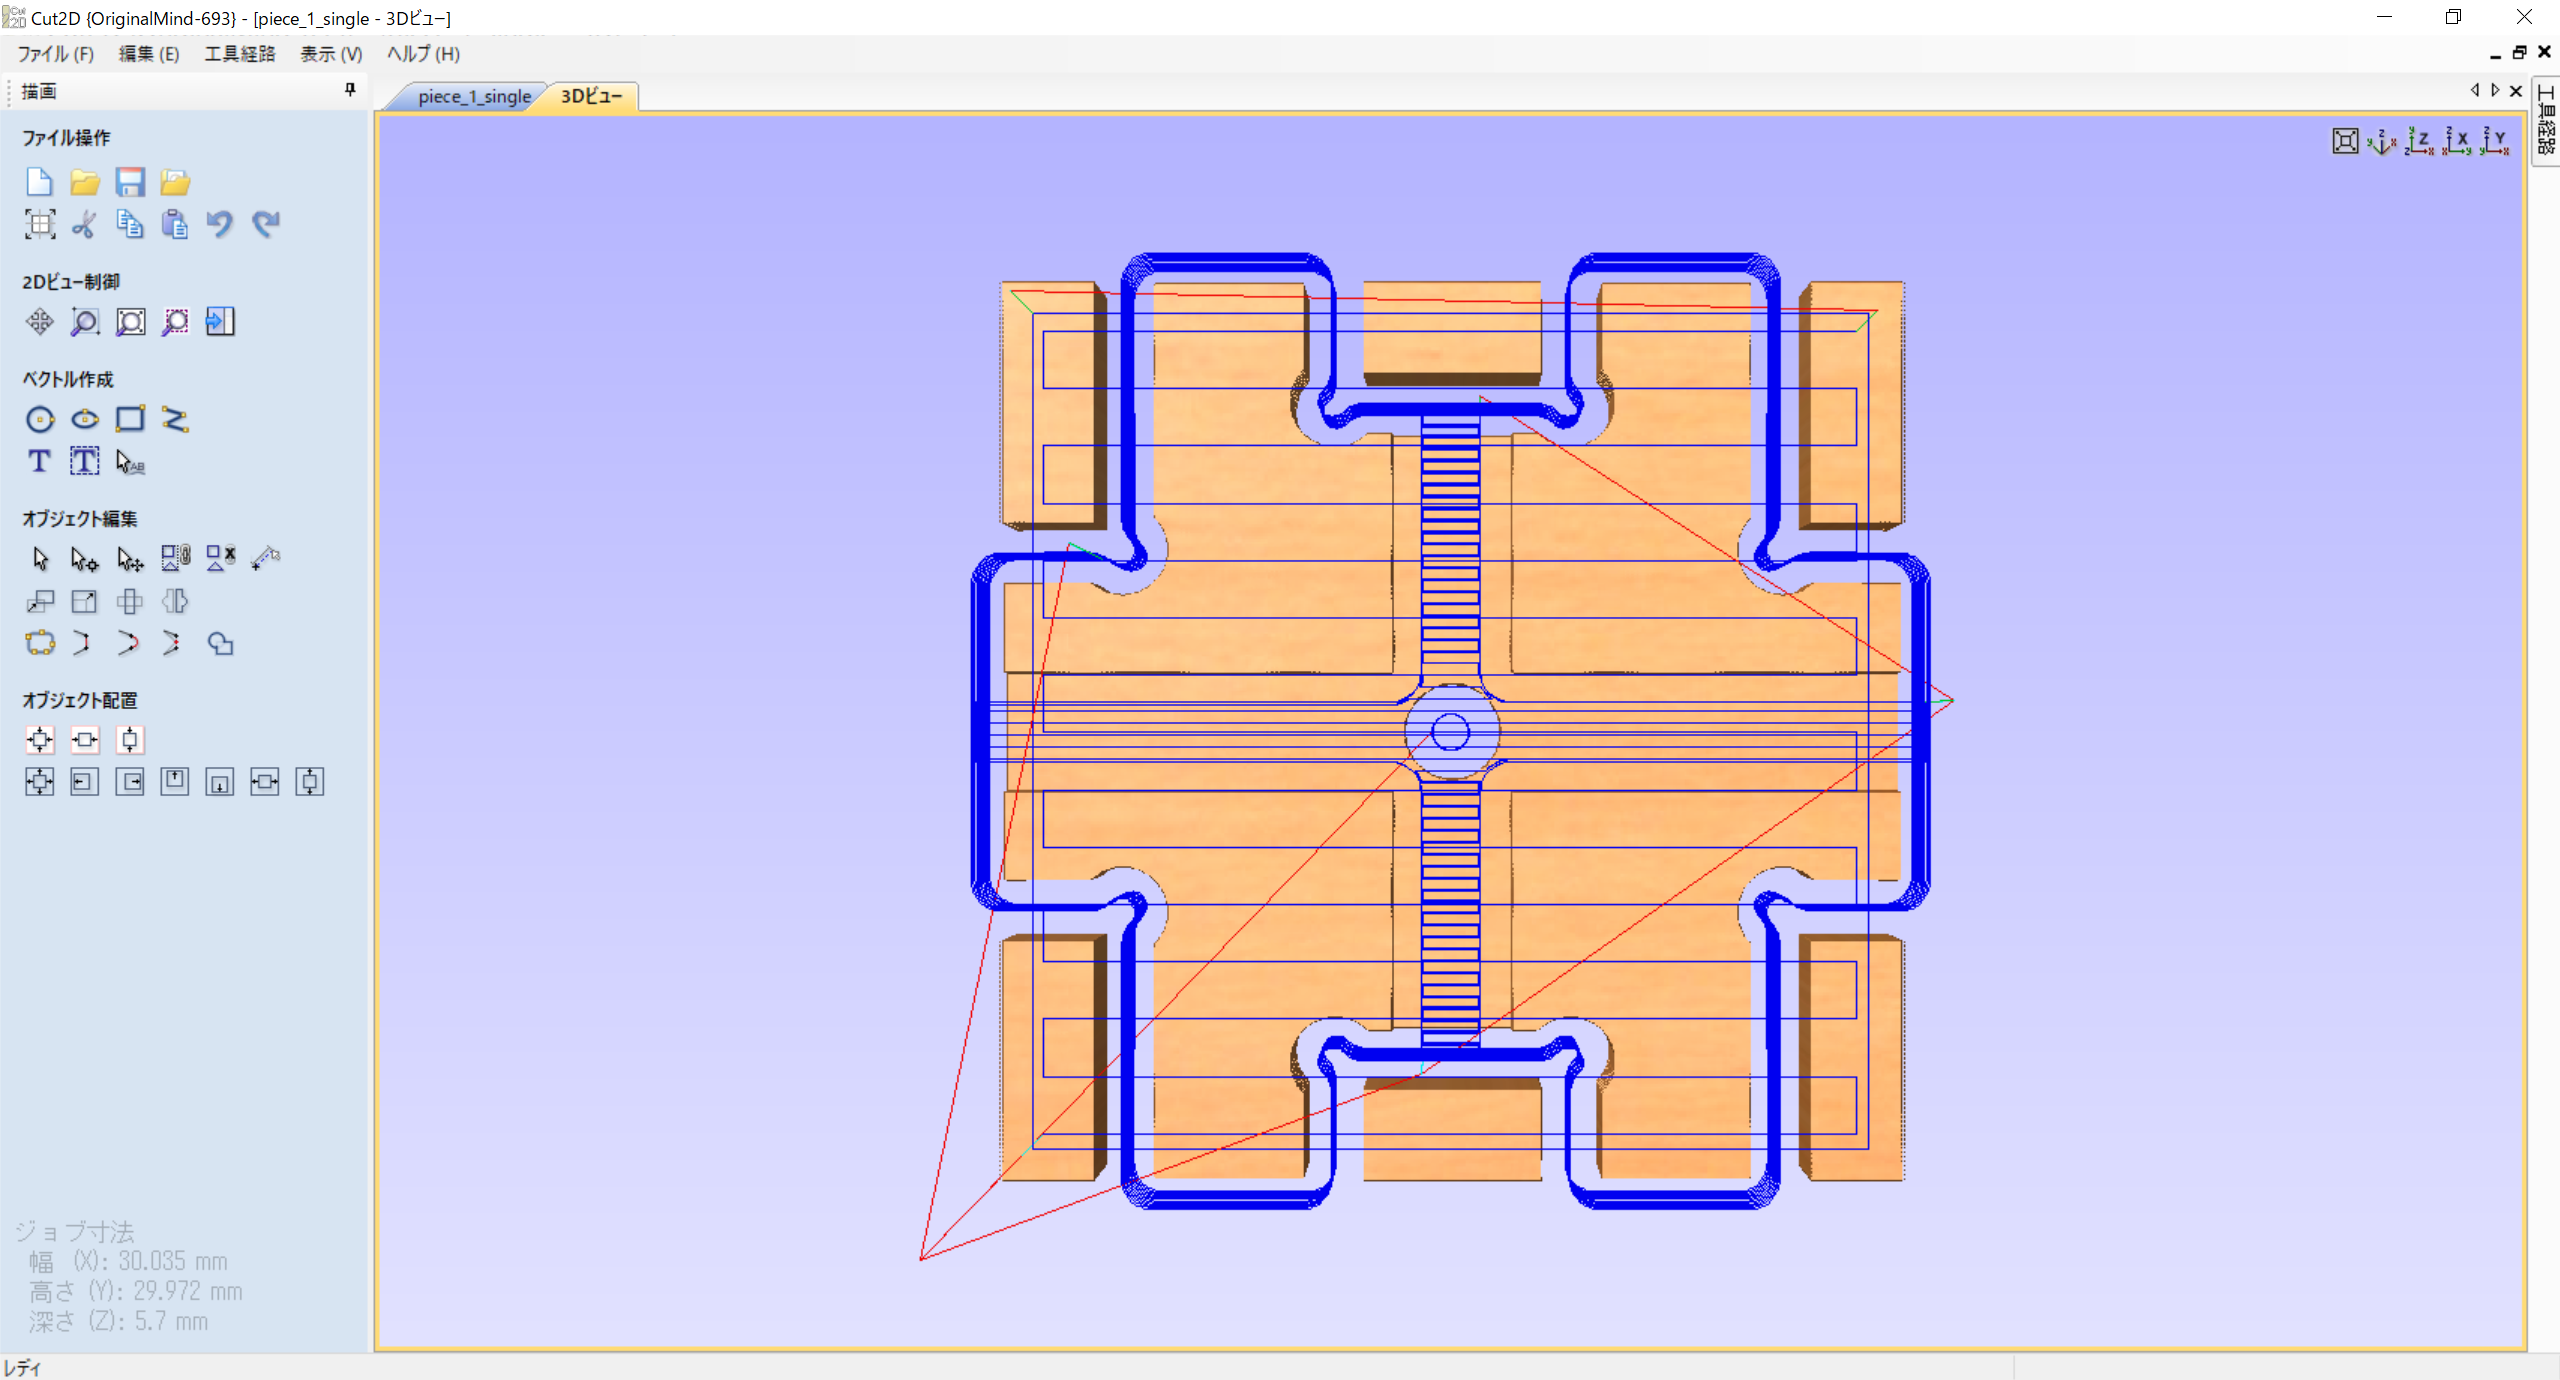 Cut2D {OriginalMind-693} - [piece_1_single - 3Dビュー]
ファイル (F) 編集 (E) 工具経路 表示 (V) ヘルプ (H)
描画
piece_1_single 3Dビュー
工具経路
ファイル操作
2Dビュー制御
ベクトル作成
オブジェクト編集
オブジェクト配置
ジョブ寸法
幅 (X): 30.035 mm
高さ (Y): 29.972 mm
深さ (Z): 5.7 mm
レディ